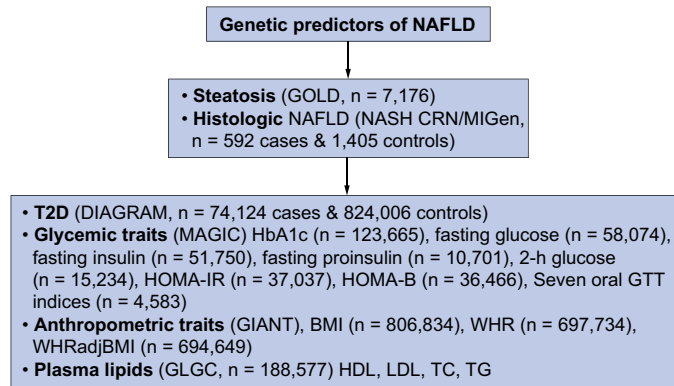 Genetic predictors of NAFLD
• Steatosis (GOLD, n = 7,176)
• Histologic NAFLD (NASH CRN/MIGen,
n = 592 cases & 1,405 controls)
• T2D (DIAGRAM, n = 74,124 cases & 824,006 controls)
• Glycemic traits (MAGIC) HbA1c (n = 123,665), fasting glucose (n = 58,074),
fasting insulin (n = 51,750), fasting proinsulin (n = 10,701), 2-h glucose
(n = 15,234), HOMA-IR (n = 37,037), HOMA-B (n = 36,466), Seven oral GTT
indices (n = 4,583)
• Anthropometric traits (GIANT), BMI (n = 806,834), WHR (n = 697,734),
WHRadjBMI (n = 694,649)
• Plasma lipids (GLGC, n = 188,577) HDL, LDL, TC, TG